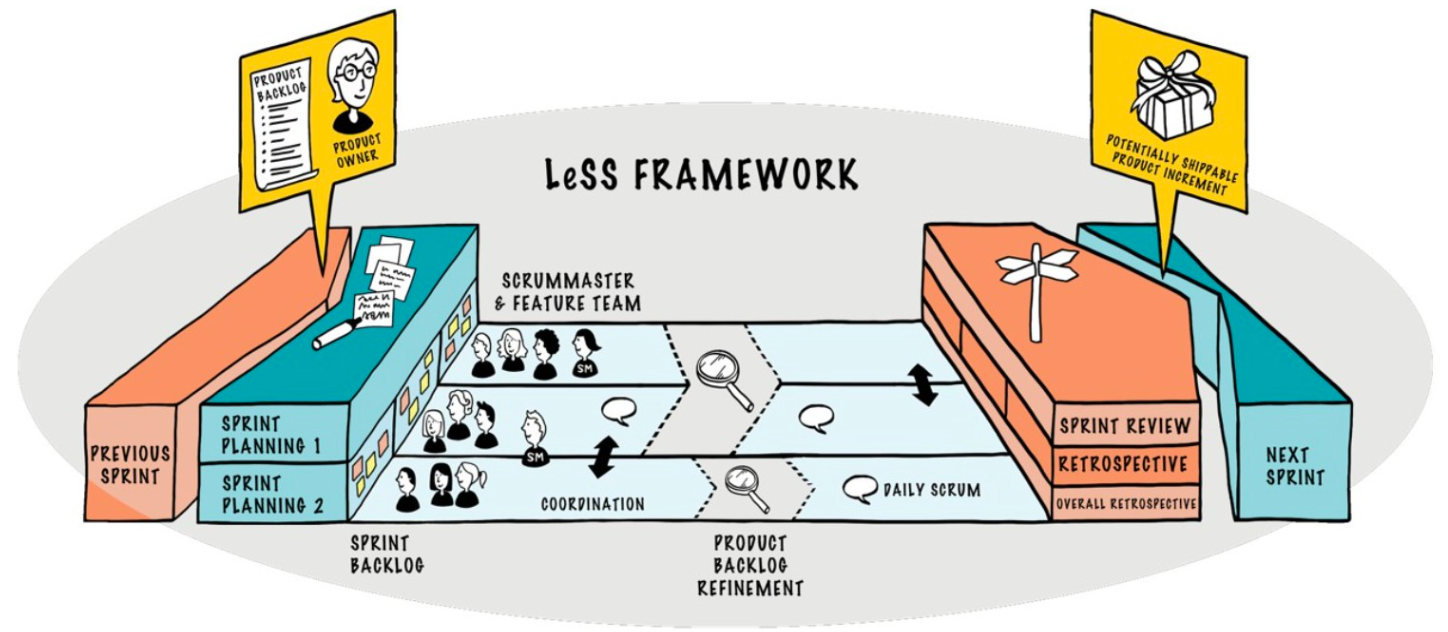 PRODUCT
BACKLOG
PRODUCT
OWNER
LeSS FRAMEWORK
POTENTIALLY SHIPPABLE
PRODUCT INCREMENT
SCRUMMASTER
& FEATURE TEAM
SM
SM
PREVIOUS
SPRINT
SPRINT
PLANNING 1
SPRINT
PLANNING 2
COORDINATION
DAILY SCRUM
SPRINT REVIEW
RETROSPECTIVE
OVERALL RETROSPECTIVE
NEXT
SPRINT
SPRINT
BACKLOG
PRODUCT
BACKLOG
REFINEMENT